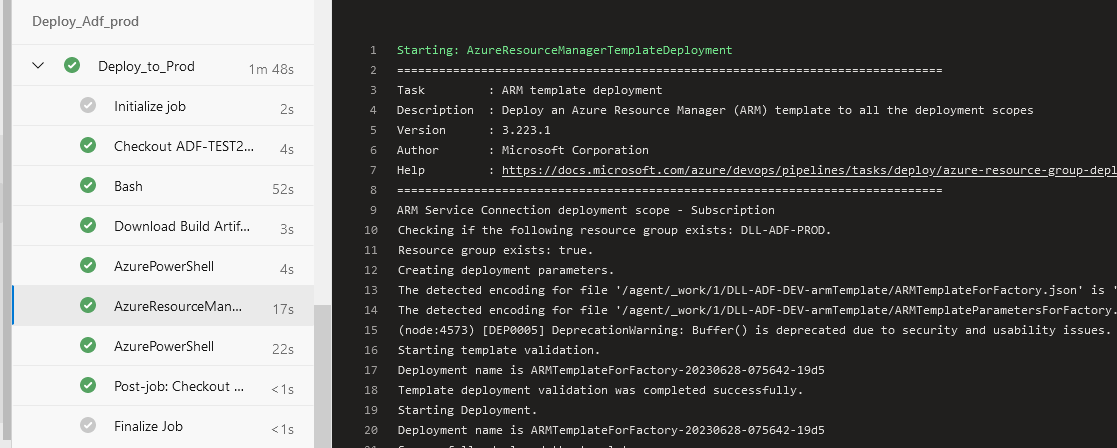 Deploy_Adf_prod
Deploy_to_Prod 1m 48s
Initialize job 2s
Checkout ADF-TEST2... 4s
Bash 52s
Download Build Artif... 3s
AzurePowerShell 4s
AzureResourceMan... 17s
AzurePowerShell 22s
Post-job: Checkout ... <1s
Finalize Job <1s
1 Starting: AzureResourceManagerTemplateDeployment
2 ==============================================================================
3 Task : ARM template deployment
4 Description : Deploy an Azure Resource Manager (ARM) template to all the deployment scopes
5 Version : 3.223.1
6 Author : Microsoft Corporation
7 Help : https://docs.microsoft.com/azure/devops/pipelines/tasks/deploy/azure-resource-group-depl
8 ==============================================================================
9 ARM Service Connection deployment scope - Subscription
10 Checking if the following resource group exists: DLL-ADF-PROD.
11 Resource group exists: true.
12 Creating deployment parameters.
13 The detected encoding for file '/agent/_work/1/DLL-ADF-DEV-armTemplate/ARMTemplateForFactory.json' is '
14 The detected encoding for file '/agent/_work/1/DLL-ADF-DEV-armTemplate/ARMTemplateParametersForFactory.
15 (node:4573) [DEP0005] DeprecationWarning: Buffer() is deprecated due to security and usability issues.
16 Starting template validation.
17 Deployment name is ARMTemplateForFactory-20230628-075642-19d5
18 Template deployment validation was completed successfully.
19 Starting Deployment.
20 Deployment name is ARMTemplateForFactory-20230628-075642-19d5